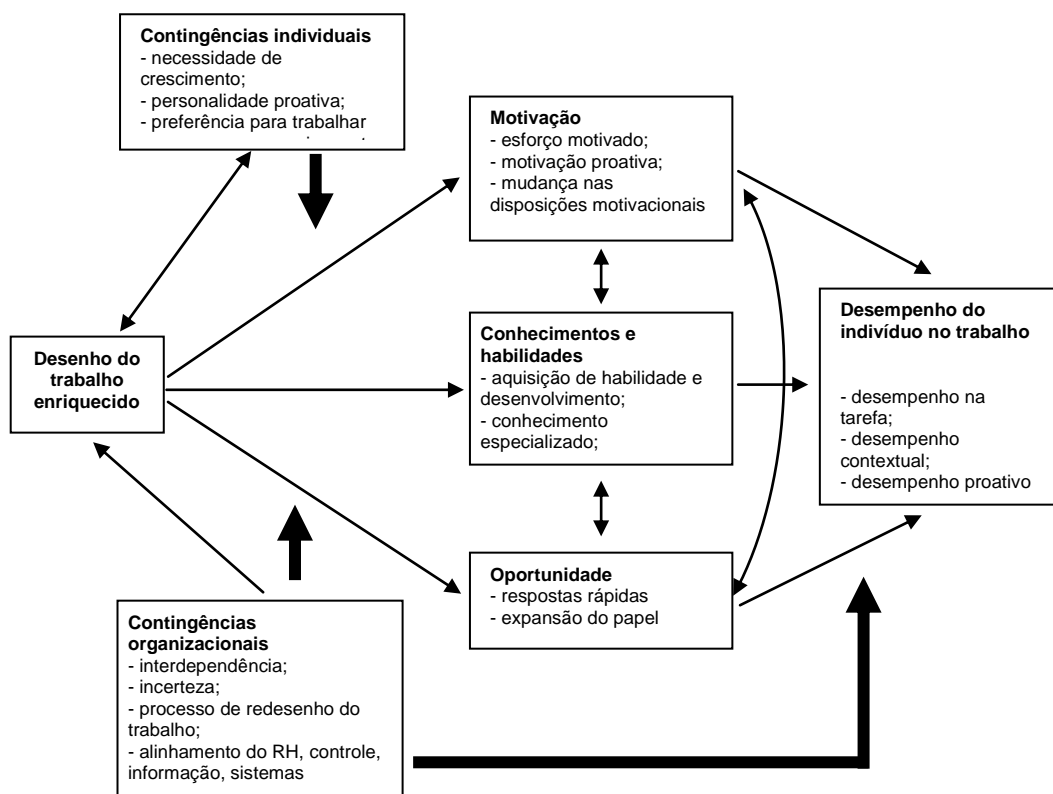 Contingências individuais
- necessidade de
crescimento;
- personalidade proativa;
- preferência para trabalhar
Motivação
- esforço motivado;
- motivação proativa;
- mudança nas
disposições motivacionais
Desenho do
trabalho
enriquecido
Conhecimentos e
habilidades
- aquisição de habilidade e
desenvolvimento;
- conhecimento
especializado;
Desempenho do
indivíduo no trabalho
- desempenho na
tarefa;
- desempenho
contextual;
- desempenho proativo
Oportunidade
- respostas rápidas
- expansão do papel
Contingências
organizacionais
- interdependência;
- incerteza;
- processo de redesenho do
trabalho;
- alinhamento do RH, controle,
informação, sistemas